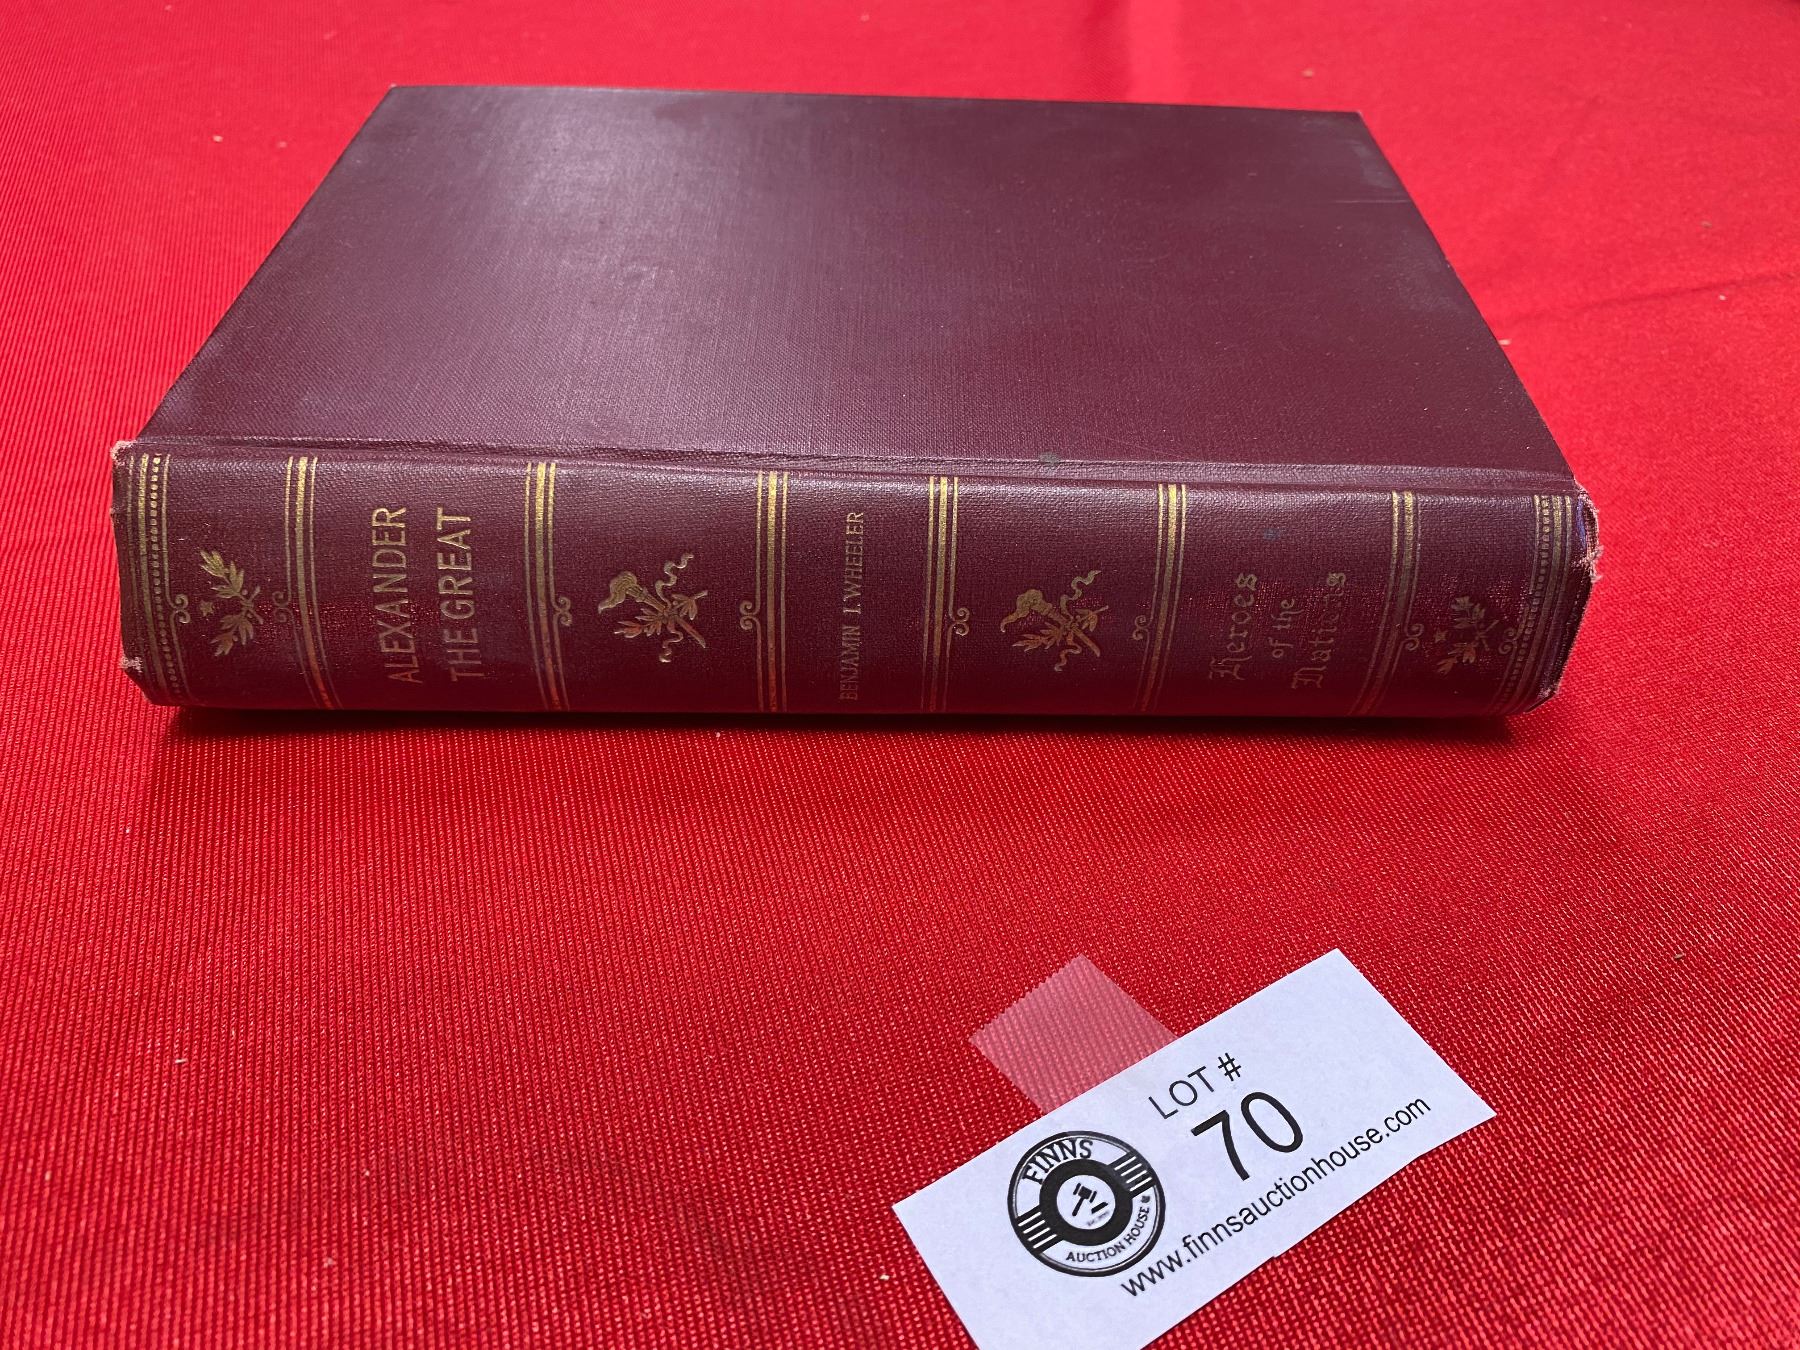 ALEXANDER
THE GREAT
BENJAMIN I. WHEELER
Heroes
of the
Nations
LOT #
70
www.finnsauctionhouse.com
FINNS
AUCTION HOUSE